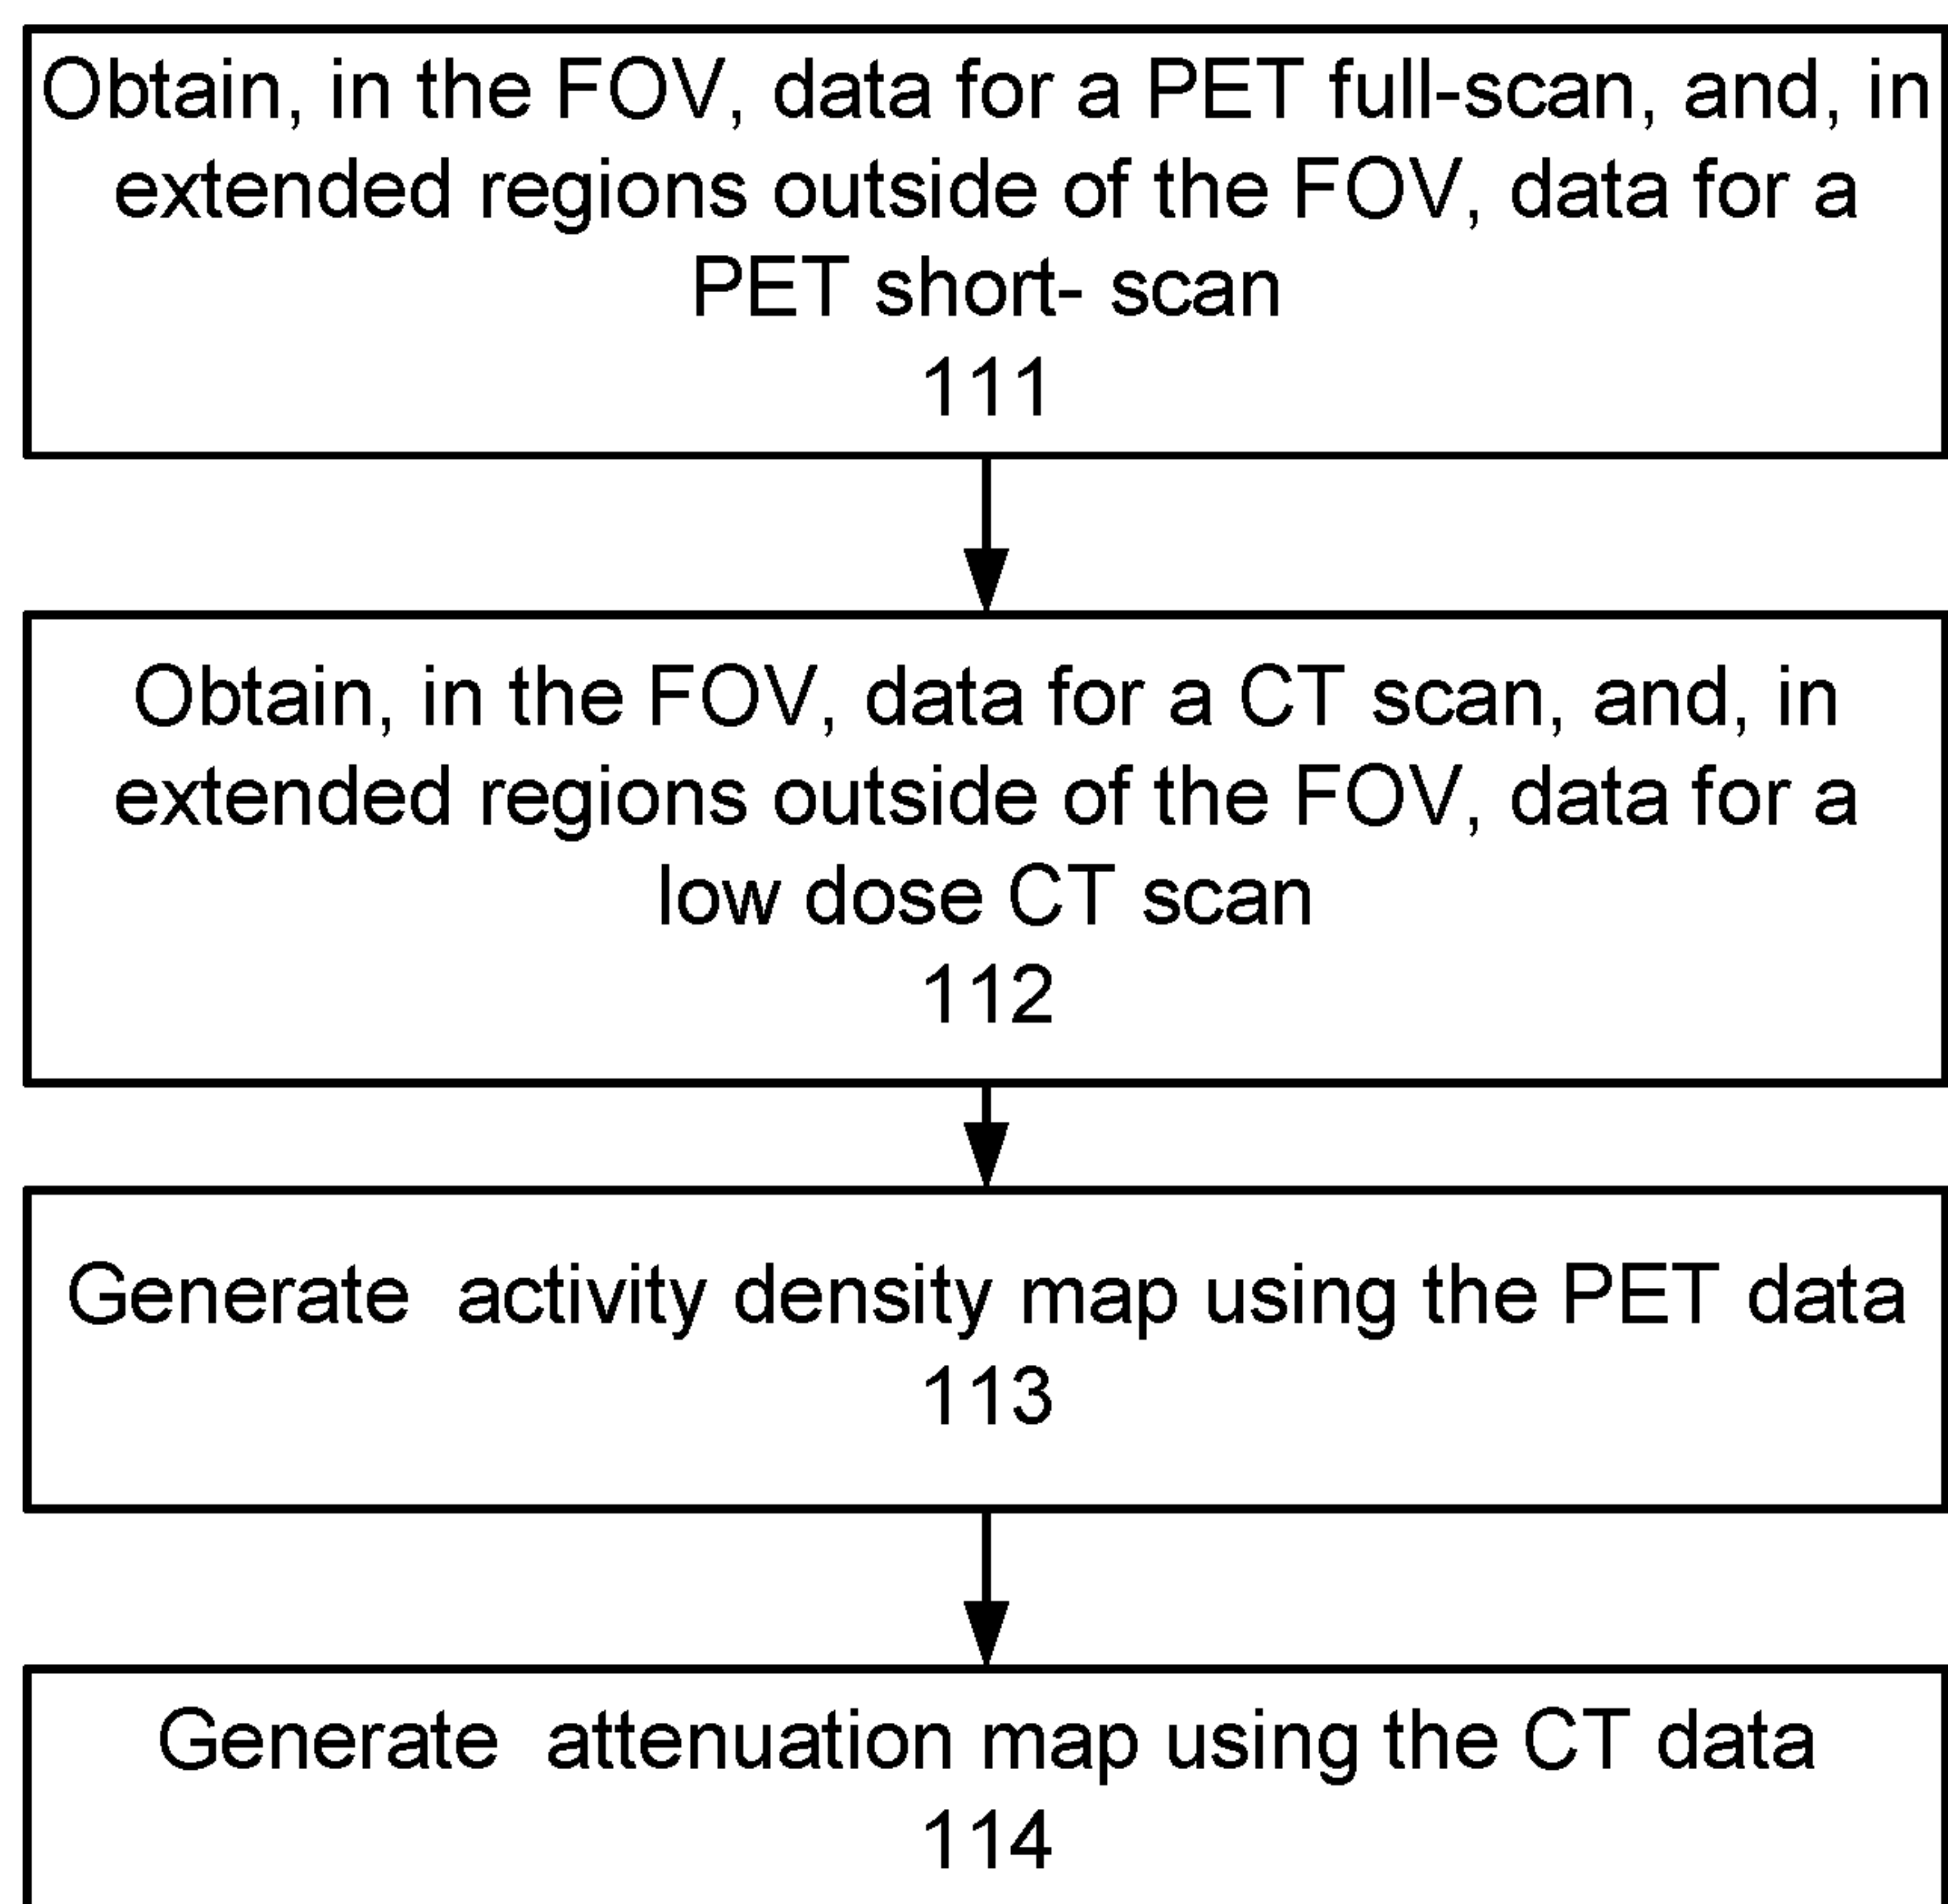 Obtain, in the FOV, data for a PET full-scan, and, in
extended regions outside of the FOV, data for a
PET short- scan
111
Obtain, in the FOV, data for a CT scan, and, in
extended regions outside of the FOV, data for a
low dose CT scan
112
Generate  activity density map using the PET data
113
Generate  attenuation map using the CT data
114